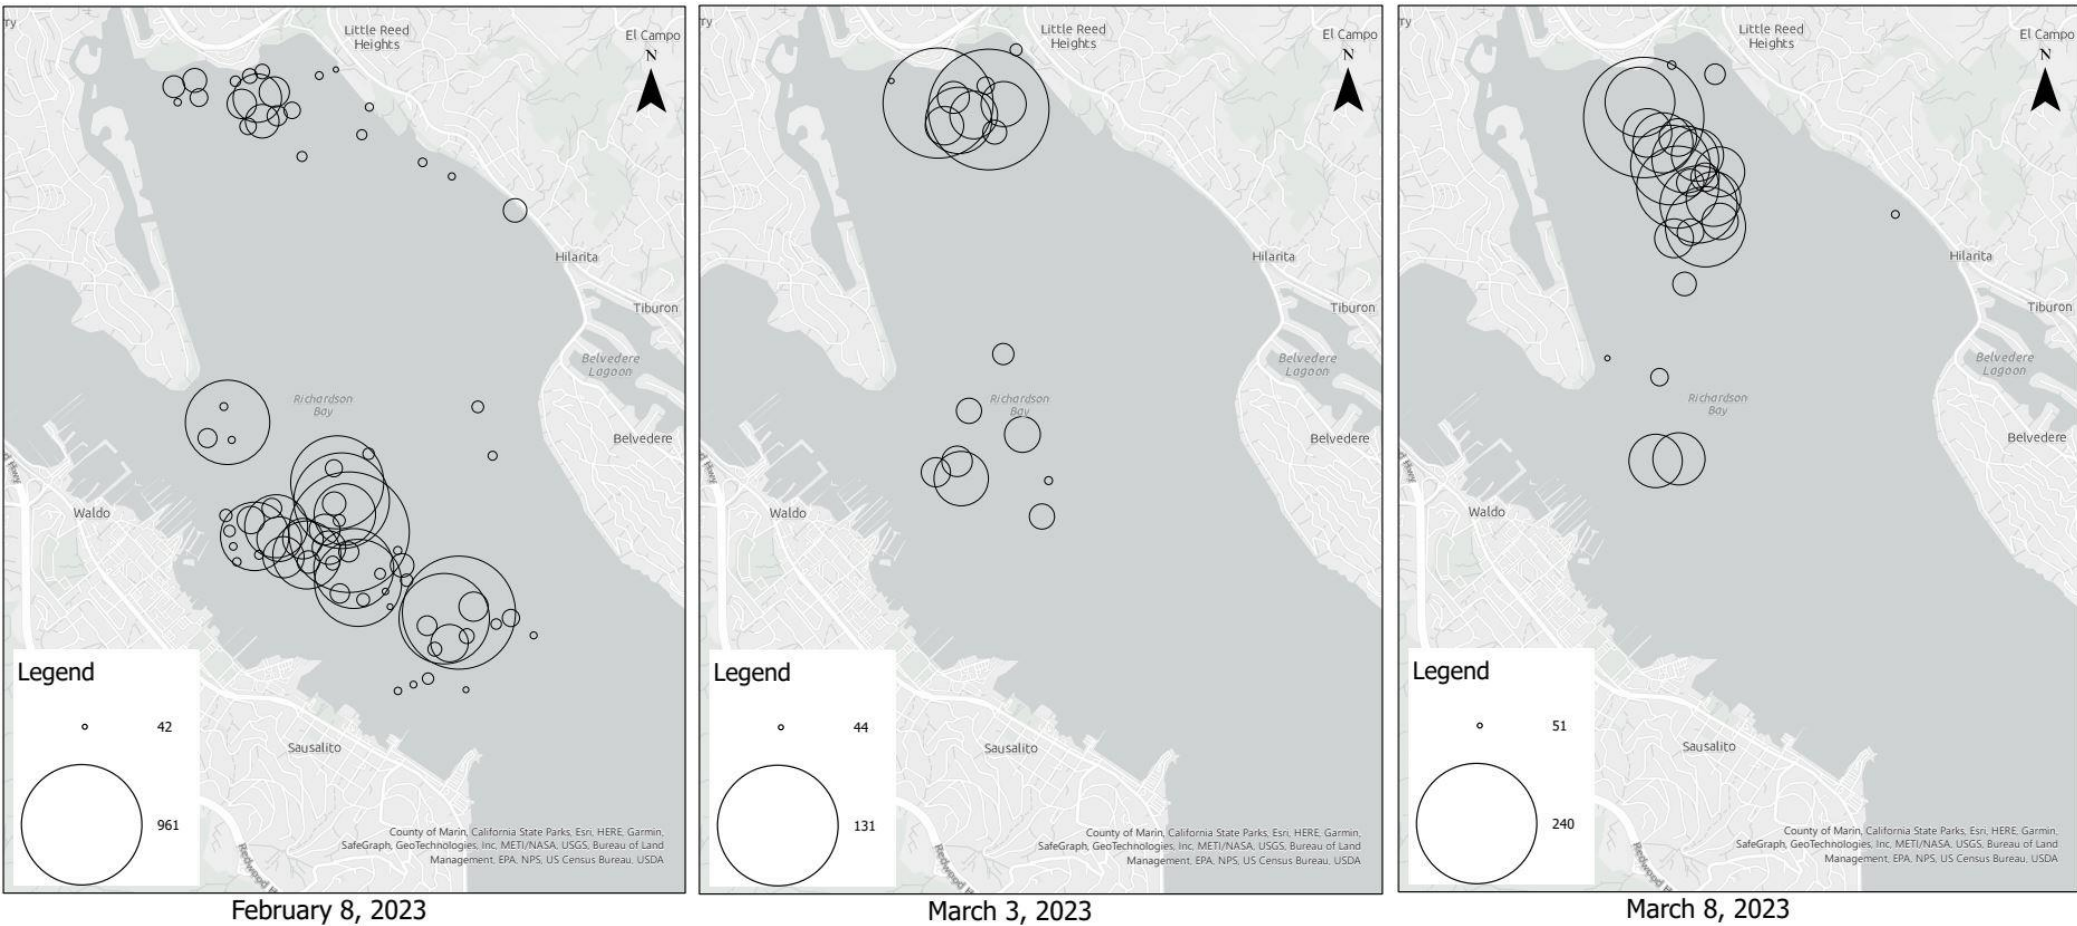 ry
Little Reed
Heights
El Campo
N
Hilarita
Tiburon
Belvedere
Lagoon
Richardson
Bay
Belvedere
Waldo
Legend
42
961
Sausalito
County of Marin, California State Parks, Esri, HERE, Garmin,
SafeGraph, GeoTechnologies, Inc, METI/NASA, USGS, Bureau of Land
Management, EPA, NPS, US Census Bureau, USDA
February 8, 2023
ry
Little Reed
Heights
El Campo
N
Hilarita
Tiburon
Belvedere
Lagoon
Richardson
Bay
Belvedere
Waldo
Legend
44
131
Sausalito
County of Marin, California State Parks, Esri, HERE, Garmin,
SafeGraph, GeoTechnologies, Inc, METI/NASA, USGS, Bureau of Land
Management, EPA, NPS, US Census Bureau, USDA
March 3, 2023
ry
Little Reed
Heights
El Campo
N
Hilarita
Tiburon
Belvedere
Lagoon
Richardson
Bay
Belvedere
Waldo
Legend
51
240
Sausalito
County of Marin, California State Parks, Esri, HERE, Garmin,
SafeGraph, GeoTechnologies, Inc, METI/NASA, USGS, Bureau of Land
Management, EPA, NPS, US Census Bureau, USDA
March 8, 2023